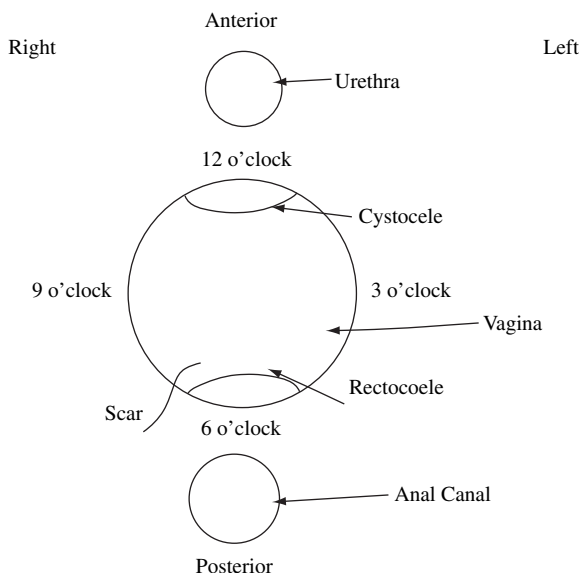 Anterior
Right
Left
Urethra
12 o'clock
Cystocele
9 o'clock
3 o'clock
Vagina
Rectocoele
Scar
6 o'clock
Anal Canal
Posterior